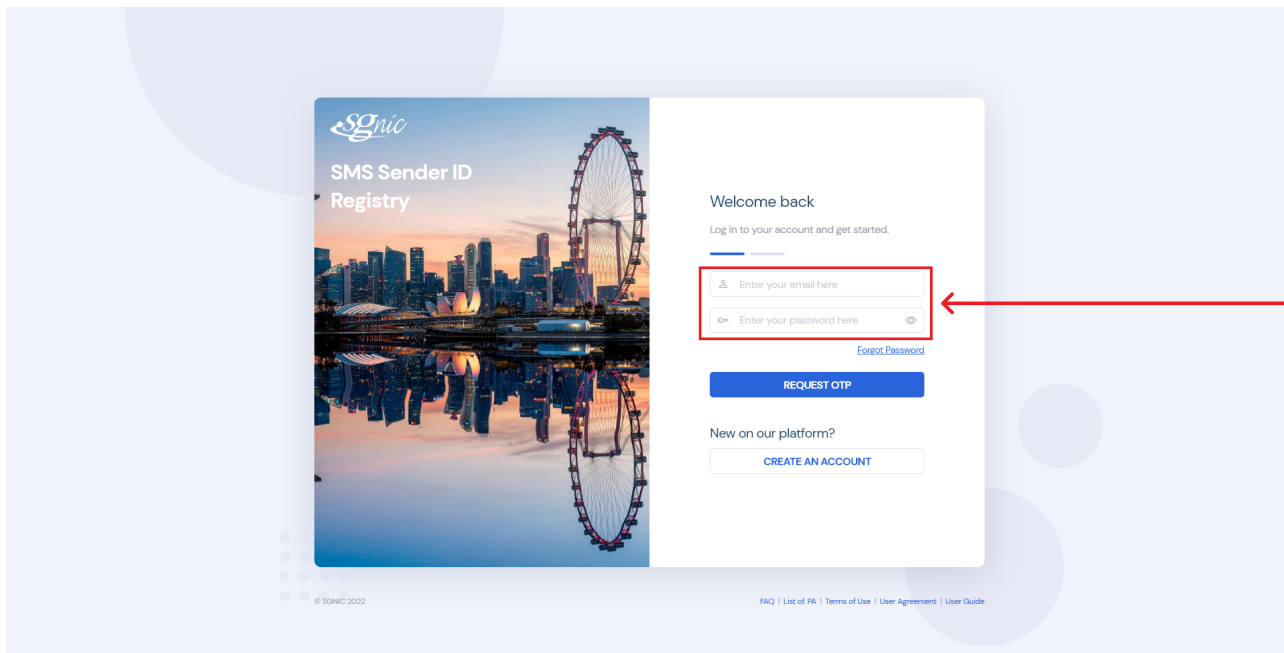 sgnic
SMS Sender ID
Registry
Welcome back
Log in to your account and get started.
Enter your email here
Enter your password here
Forgot Password
REQUEST OTP
New on our platform?
CREATE AN ACCOUNT
© SGNIC 2022
FAQ | List of PA | Terms of Use | User Agreement | User Guide